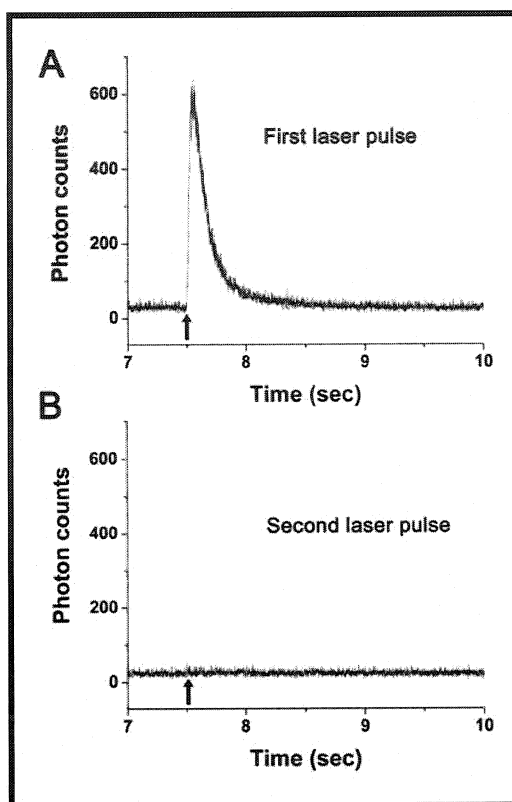 A
Photon counts
600
400
200
0
First laser pulse
7 8 9 10
Time (sec)
B
Photon counts
600
400
200
0
Second laser pulse
7 8 9 10
Time (sec)